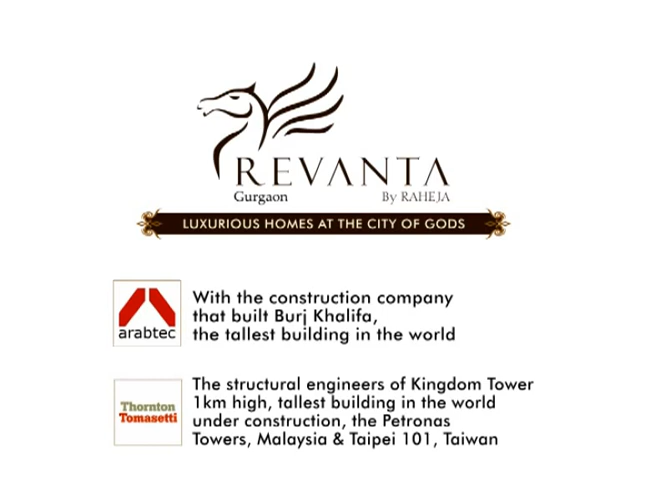 REVANTA
Gurgaon By RAHEJA
LUXURIOUS HOMES AT THE CITY OF GODS
arabtec
With the construction company
that built Burj Khalifa,
the tallest building in the world
Thornton
Tomasetti
The structural engineers of Kingdom Tower
1km high, tallest building in the world
under construction, the Petronas
Towers, Malaysia & Taipei 101, Taiwan